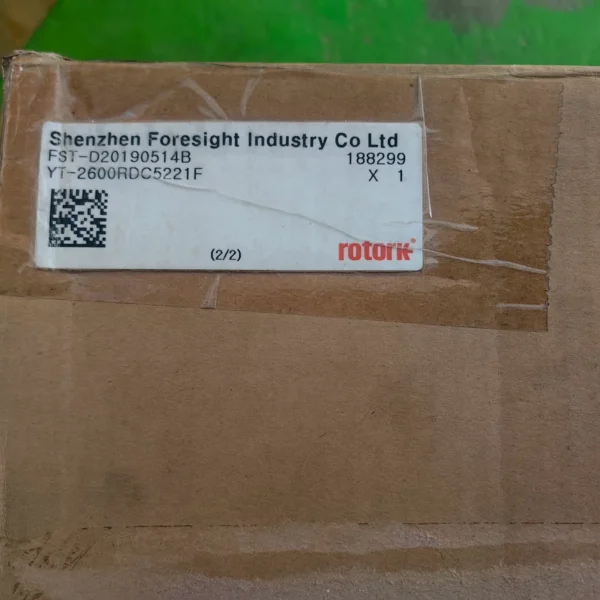 Shenzhen Foresight Industry Co Ltd
FST-D20190514B 188299
YT-2600RDC5221F X 1
(2/2) rotork